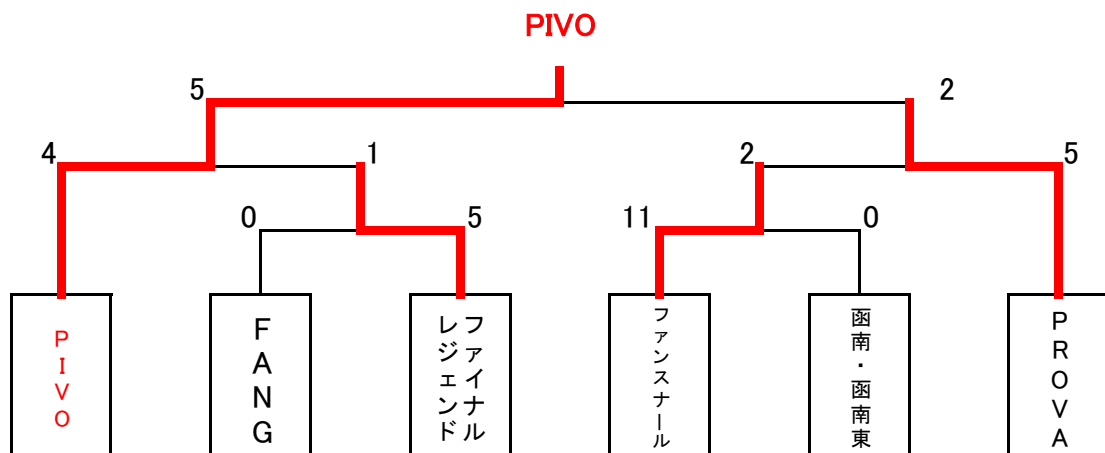 PIVO
5
2
4
1
2
5
0
5
11
0
PIVO
FANG
ファイナル
レジェンド
ファンスナール
函南・函南東
PROVA